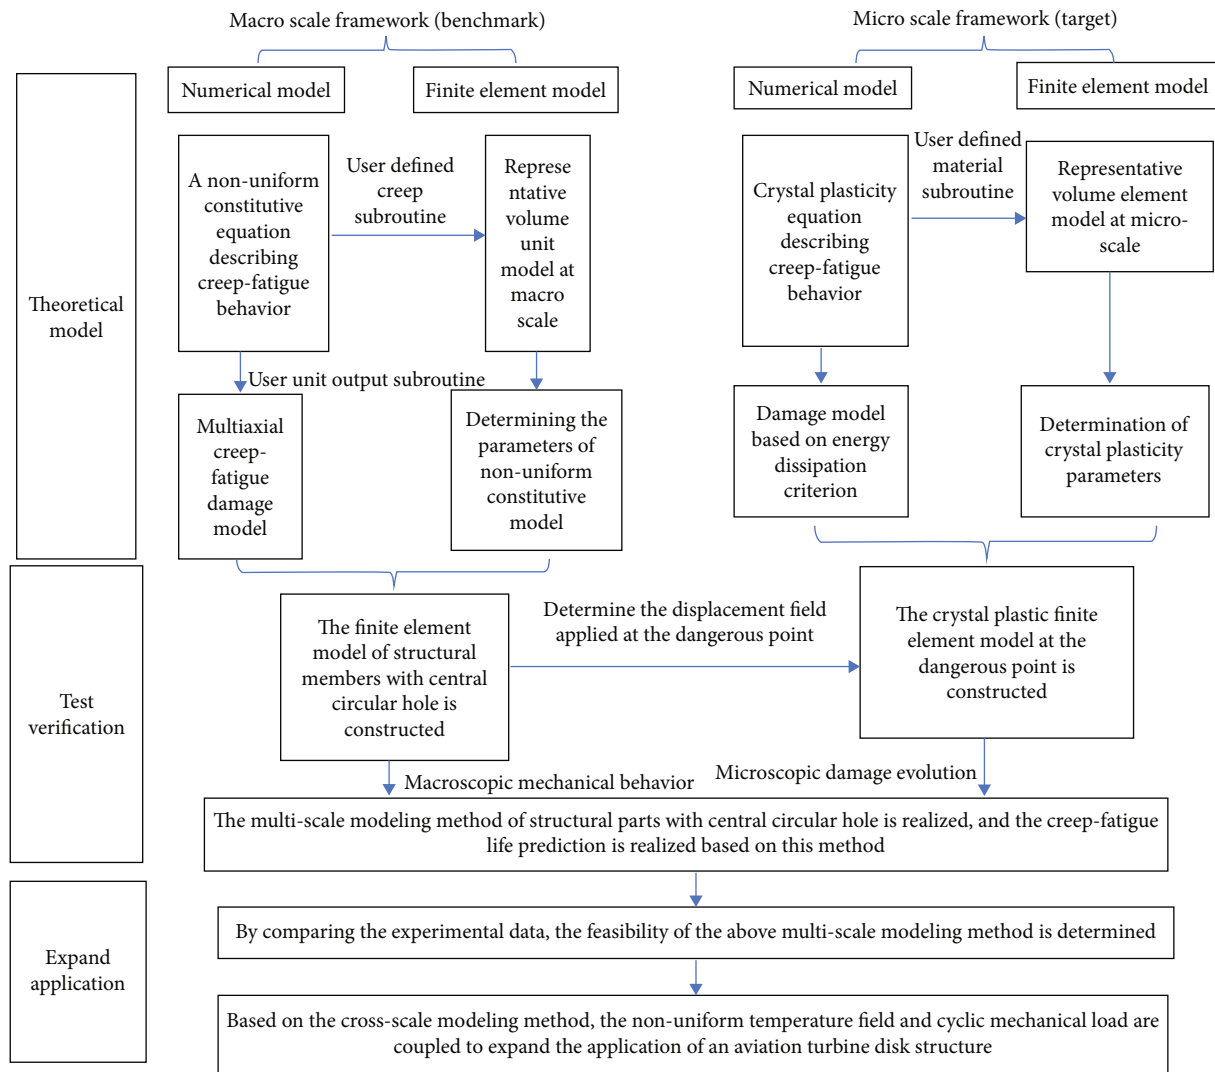 Macro scale framework (benchmark)
Micro scale framework (target)
Numerical model
Finite element model
Numerical model
Finite element model
Theoretical
model
A non-uniform
constitutive
equation
describing
creep-fatigue
behavior
User defined
creep
subroutine
Represe
ntative
volume
unit
model at
macro
scale
Crystal plasticity
equation
describing
creep-fatigue
behavior
User defined
material
subroutine
Representative
volume element
model at micro-
scale
User unit output subroutine
Multiaxial
creep-
fatigue
damage
model
Determining the
parameters of
non-uniform
constitutive
model
Damage model
based on energy
dissipation
criterion
Determination of
crystal plasticity
parameters
Test
verification
The finite element
model of structural
members with central
circular hole is
constructed
Determine the displacement field
applied at the dangerous point
The crystal plastic finite
element model at the
dangerous point is
constructed
Macroscopic mechanical behavior
Microscopic damage evolution
The multi-scale modeling method of structural parts with central circular hole is realized, and the creep-fatigue
life prediction is realized based on this method
Expand
application
By comparing the experimental data, the feasibility of the above multi-scale modeling method is determined
Based on the cross-scale modeling method, the non-uniform temperature field and cyclic mechanical load are
coupled to expand the application of an aviation turbine disk structure